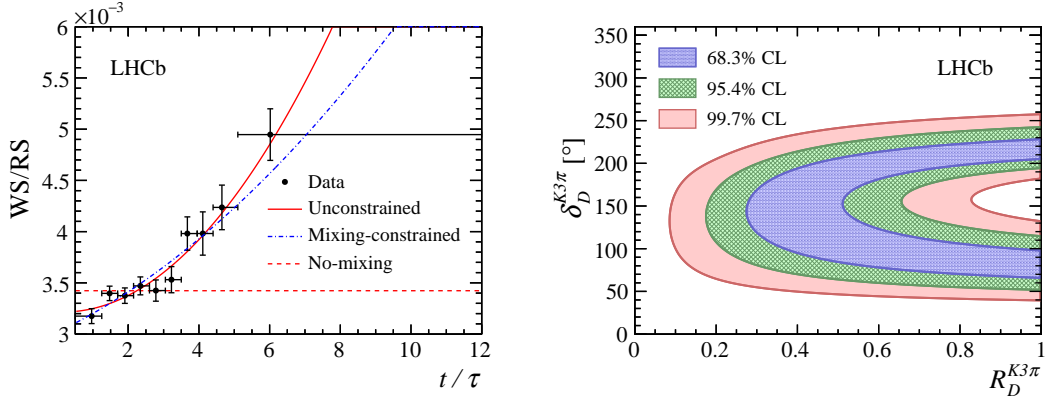 ×10⁻³
6
5
4.5
4
3.5
3
WS/RS
LHCb
Data
Unconstrained
Mixing-constrained
No-mixing
2 4 6 8 10 12
t / τ
350
300
250
200
150
100
50
0
δ_D^{K3π} [°]
68.3% CL
95.4% CL
99.7% CL
LHCb
0 0.2 0.4 0.6 0.8 1
R_D^{K3π}